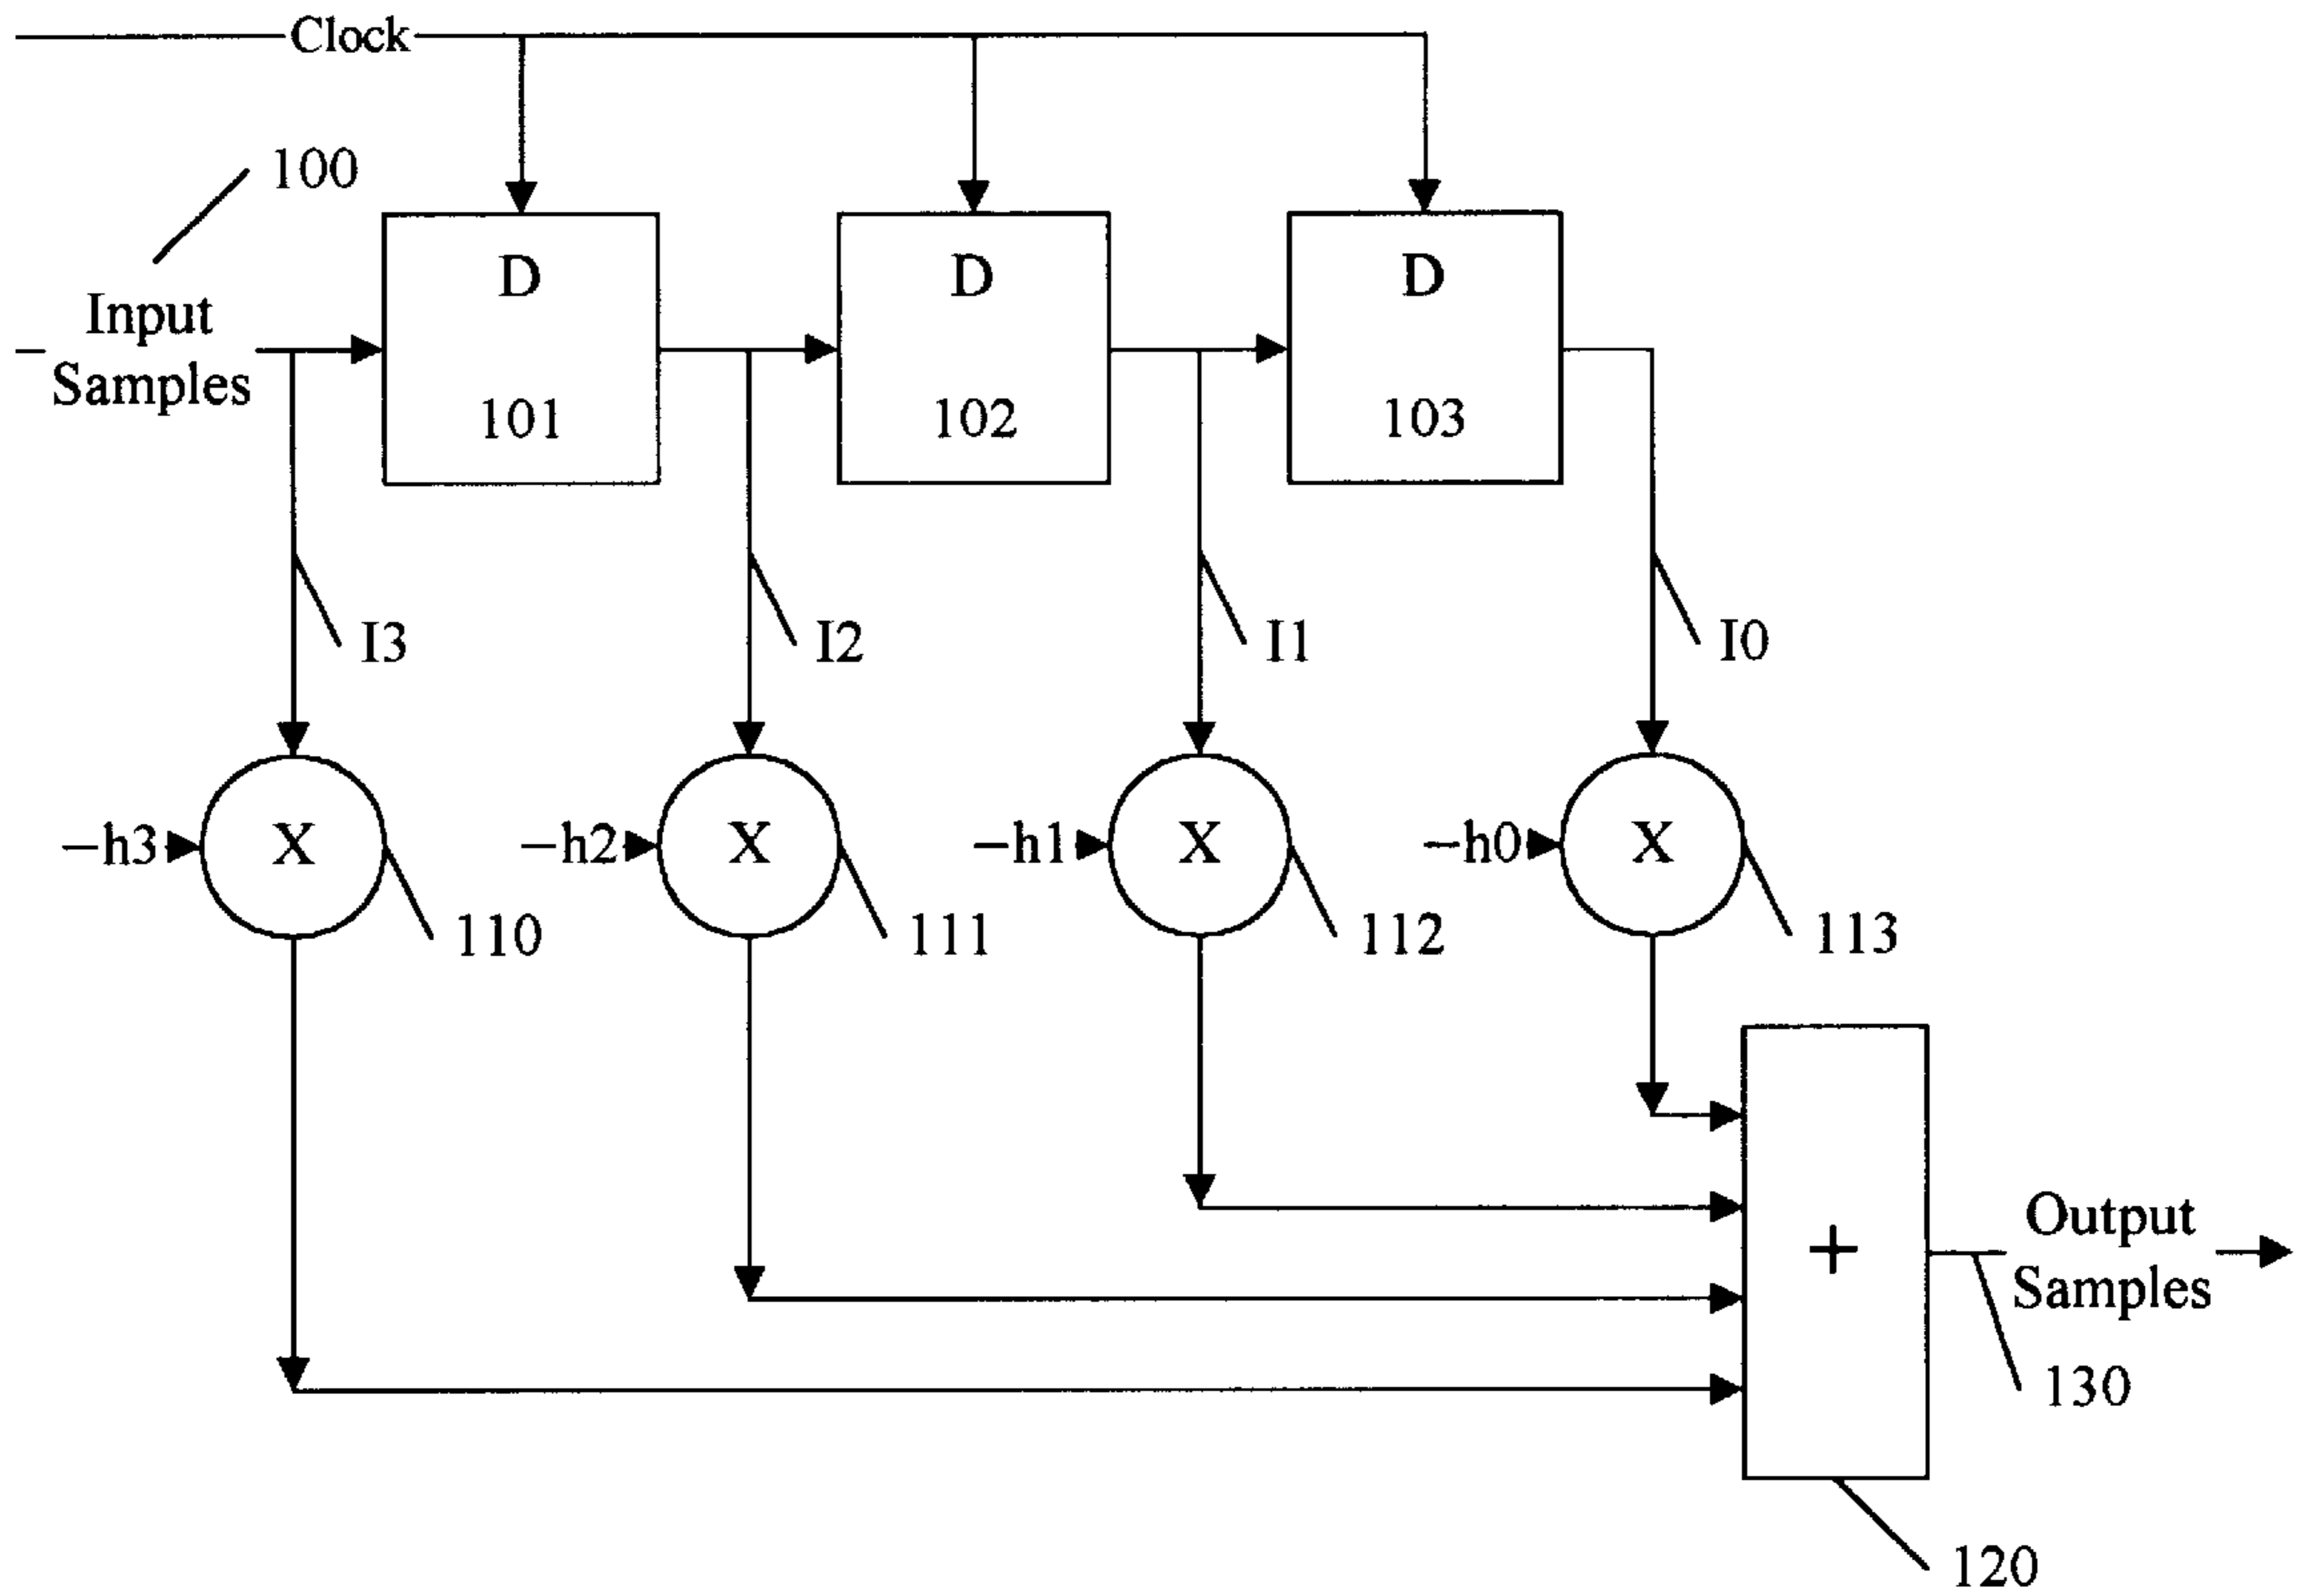 Clock
100
Input
Samples
D
101
D
102
D
103
I3
I2
I1
I0
h3
X
110
h2
X
111
h1
X
112
h0
X
113
+
Output
Samples
130
120